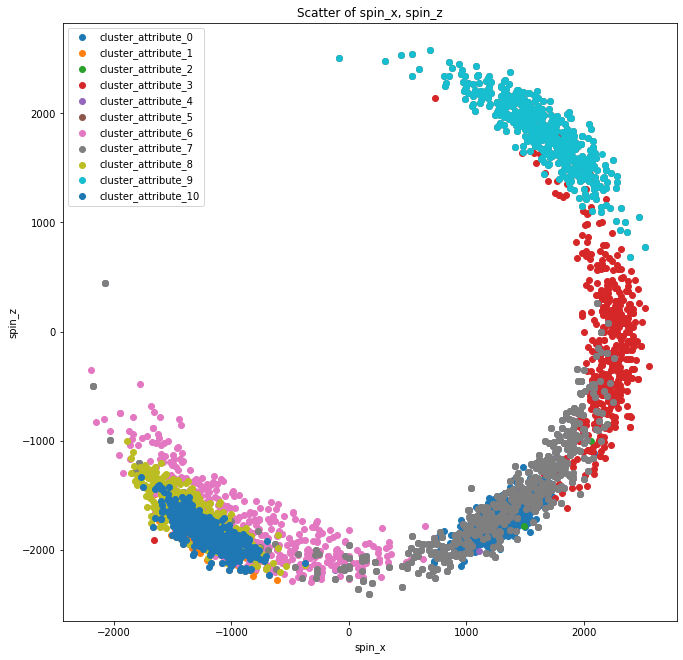 Scatter of spin_x, spin_z
cluster_attribute_0
cluster_attribute_1
cluster_attribute_2
cluster_attribute_3
cluster_attribute_4
cluster_attribute_5
cluster_attribute_6
cluster_attribute_7
cluster_attribute_8
cluster_attribute_9
cluster_attribute_10
2000
1000
0
−1000
−2000
spin_z
−2000
−1000
0
1000
2000
spin_x